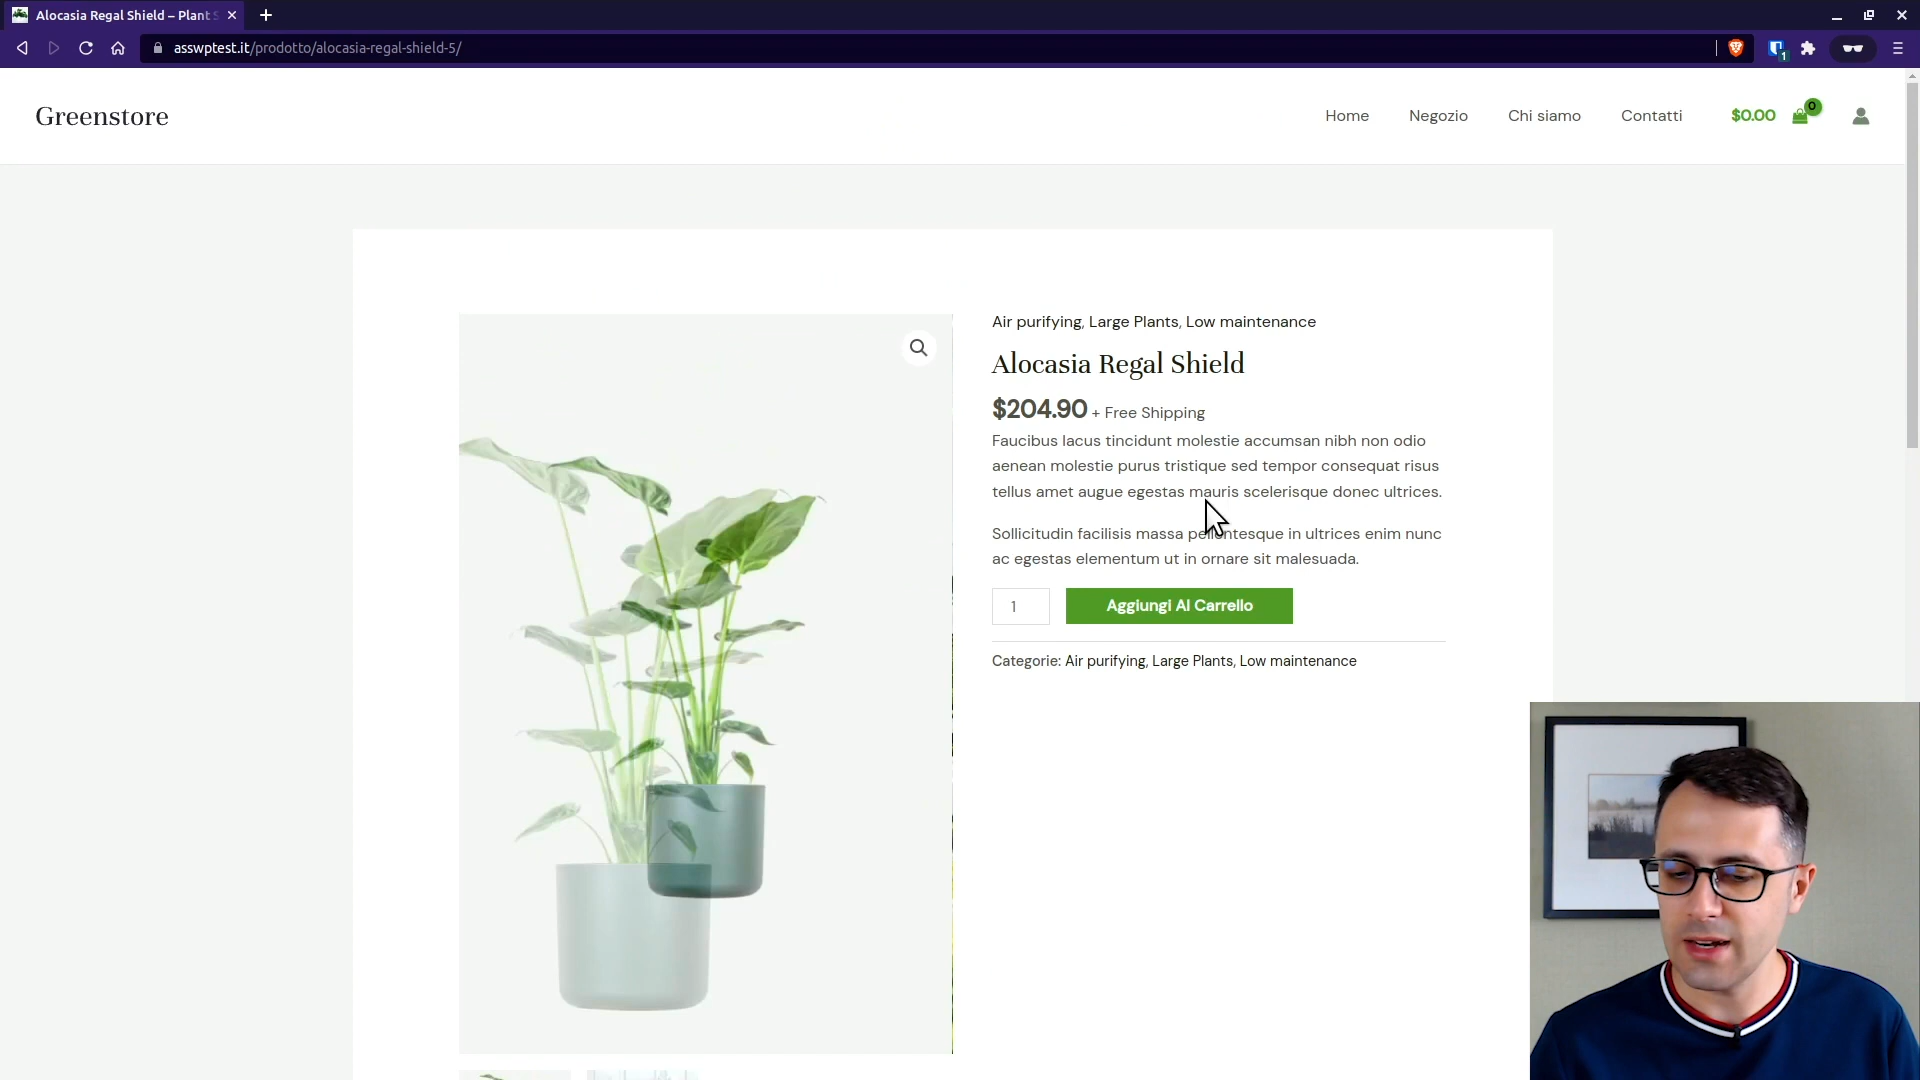 Alocasia Regal Shield – Plant S
asswptest.it/prodotto/alocasia-regal-shield-5/
1
Greenstore
Home
Negozio
Chi siamo
Contatti
$0.00
0
Air purifying, Large Plants, Low maintenance
Alocasia Regal Shield
$204.90 + Free Shipping
Faucibus lacus tincidunt molestie accumsan nibh non odio
aenean molestie purus tristique sed tempor consequat risus
tellus amet augue egestas mauris scelerisque donec ultrices.
Sollicitudin facilisis massa pellentesque in ultrices enim nunc
ac egestas elementum ut in ornare sit malesuada.
1
Aggiungi Al Carrello
Categorie: Air purifying, Large Plants, Low maintenance